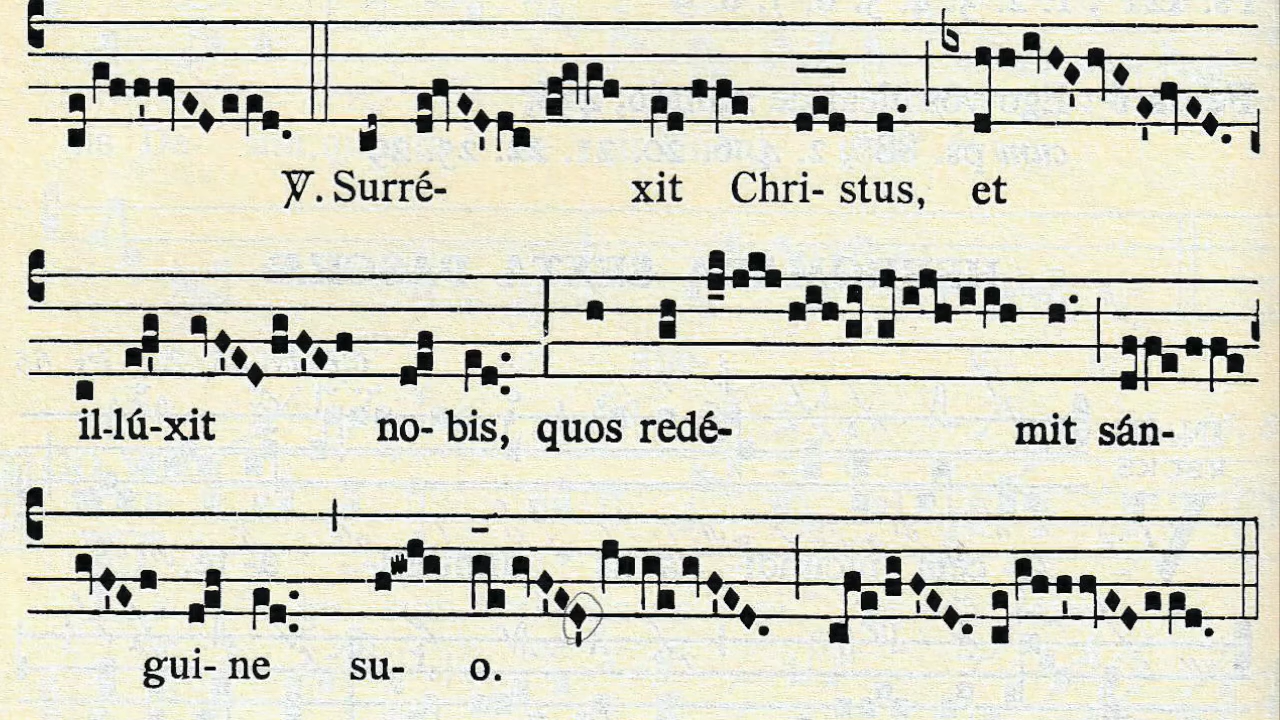 ℣. Surré- xit Chri- stus, et
il-lú-xit no- bis, quos redé- mit sán-
gui- ne su- o.